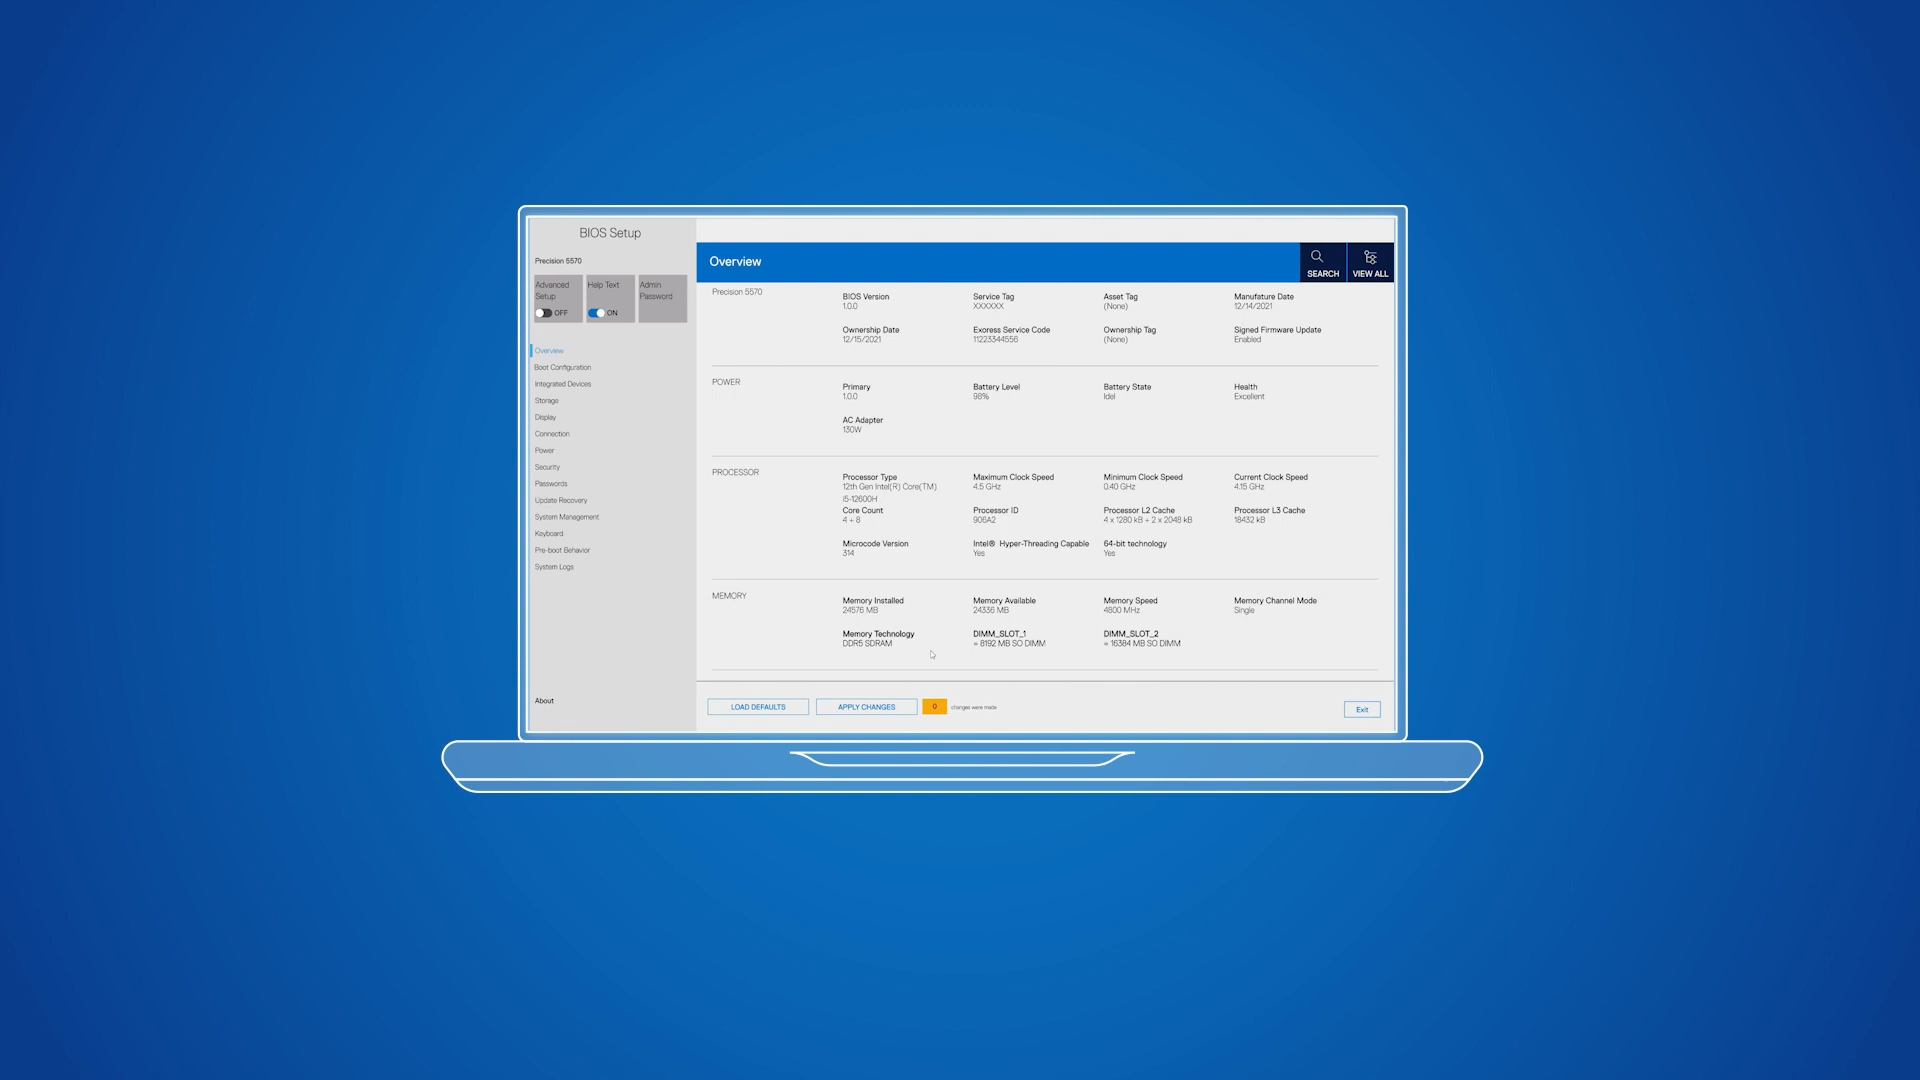 BIOS Setup
Precision 5570
Advanced Setup
OFF
Help Text
ON
Admin Password
Overview
Boot Configuration
Integrated Devices
Storage
Display
Connection
Power
Security
Passwords
Update Recovery
System Management
Keyboard
Pre-boot Behavior
System Logs
About
Overview
SEARCH
VIEW ALL
Precision 5570
BIOS Version
1.0.0
Service Tag
XXXXXX
Asset Tag
(None)
Manufature Date
12/14/2021
Ownership Date
12/15/2021
Exoress Service Code
11223344556
Ownership Tag
(None)
Signed Firmware Update
Enabled
POWER
Primary
1.0.0
Battery Level
98%
Battery State
Idel
Health
Excellent
AC Adapter
130W
PROCESSOR
Processor Type
12th Gen Intel(R) Core(TM)
i5-12600H
Maximum Clock Speed
4.5 GHz
Minimum Clock Speed
0.40 GHz
Current Clock Speed
4.15 GHz
Core Count
4 + 8
Processor ID
906A2
Processor L2 Cache
4 x 1280 kB + 2 x 2048 kB
Processor L3 Cache
18432 kB
Microcode Version
314
Intel® Hyper-Threading Capable
Yes
64-bit technology
Yes
MEMORY
Memory Installed
24576 MB
Memory Available
24336 MB
Memory Speed
4800 MHz
Memory Channel Mode
Single
Memory Technology
DDR5 SDRAM
DIMM_SLOT_1
= 8192 MB SO DIMM
DIMM_SLOT_2
= 16384 MB SO DIMM
LOAD DEFAULTS
APPLY CHANGES
0
changes were made
Exit